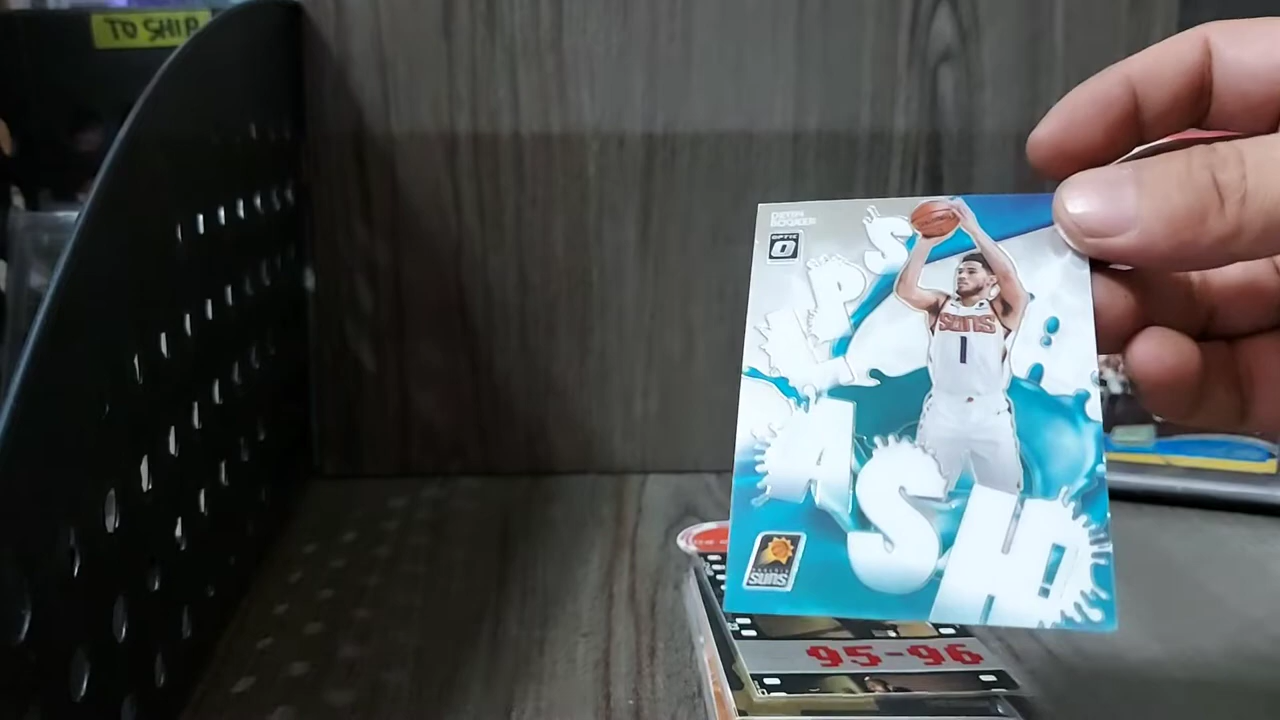 TO SHIP
DEVIN
BOOKER
OPTIC
O
SPLASH!
SUNS
1
PHOENIX
SUNS
95-96